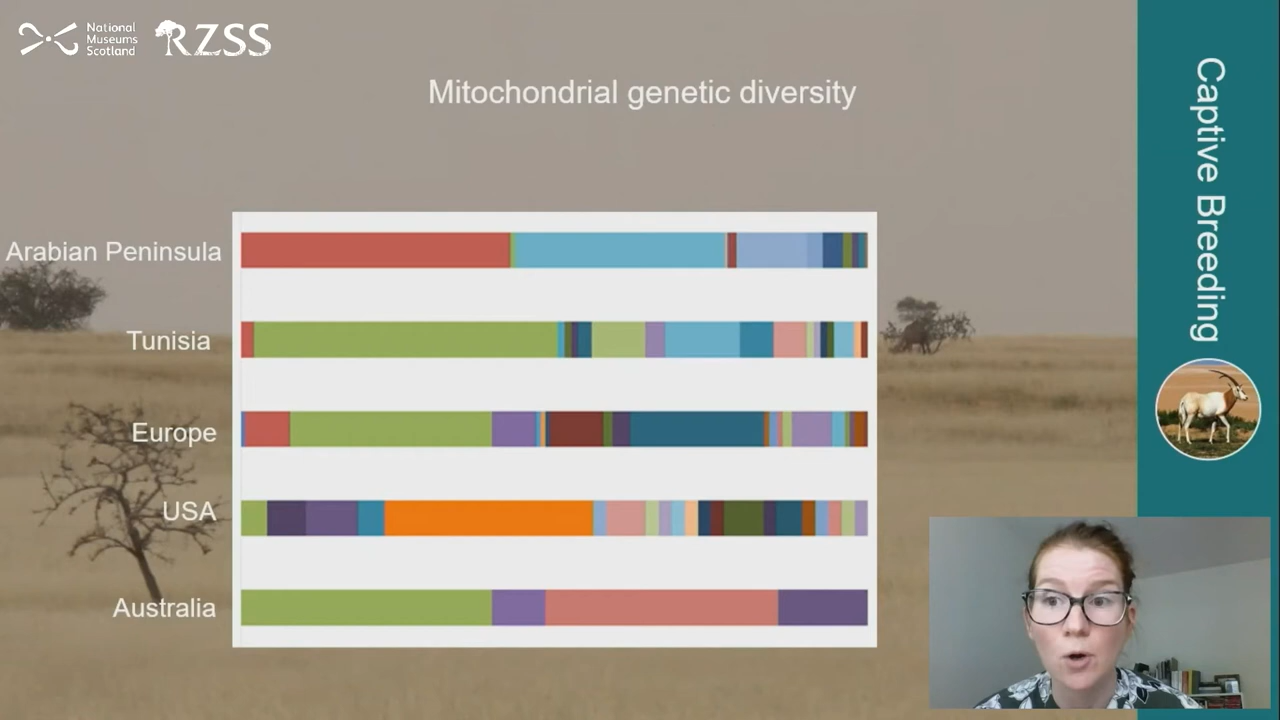 National
Museums
Scotland
RZSS
Mitochondrial genetic diversity
Arabian Peninsula
Tunisia
Europe
USA
Australia
Captive Breeding